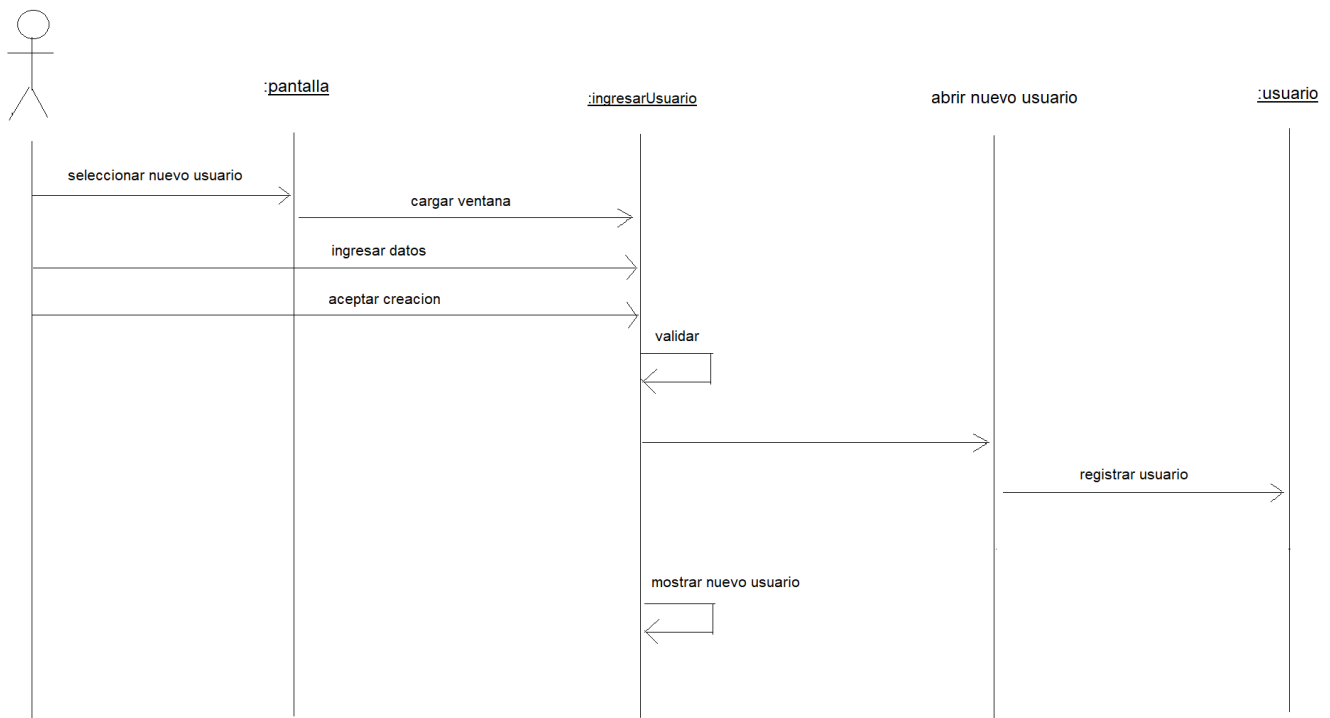 :pantalla
:ingresarUsuario
abrir nuevo usuario
:usuario
seleccionar nuevo usuario
cargar ventana
ingresar datos
aceptar creacion
validar
registrar usuario
mostrar nuevo usuario